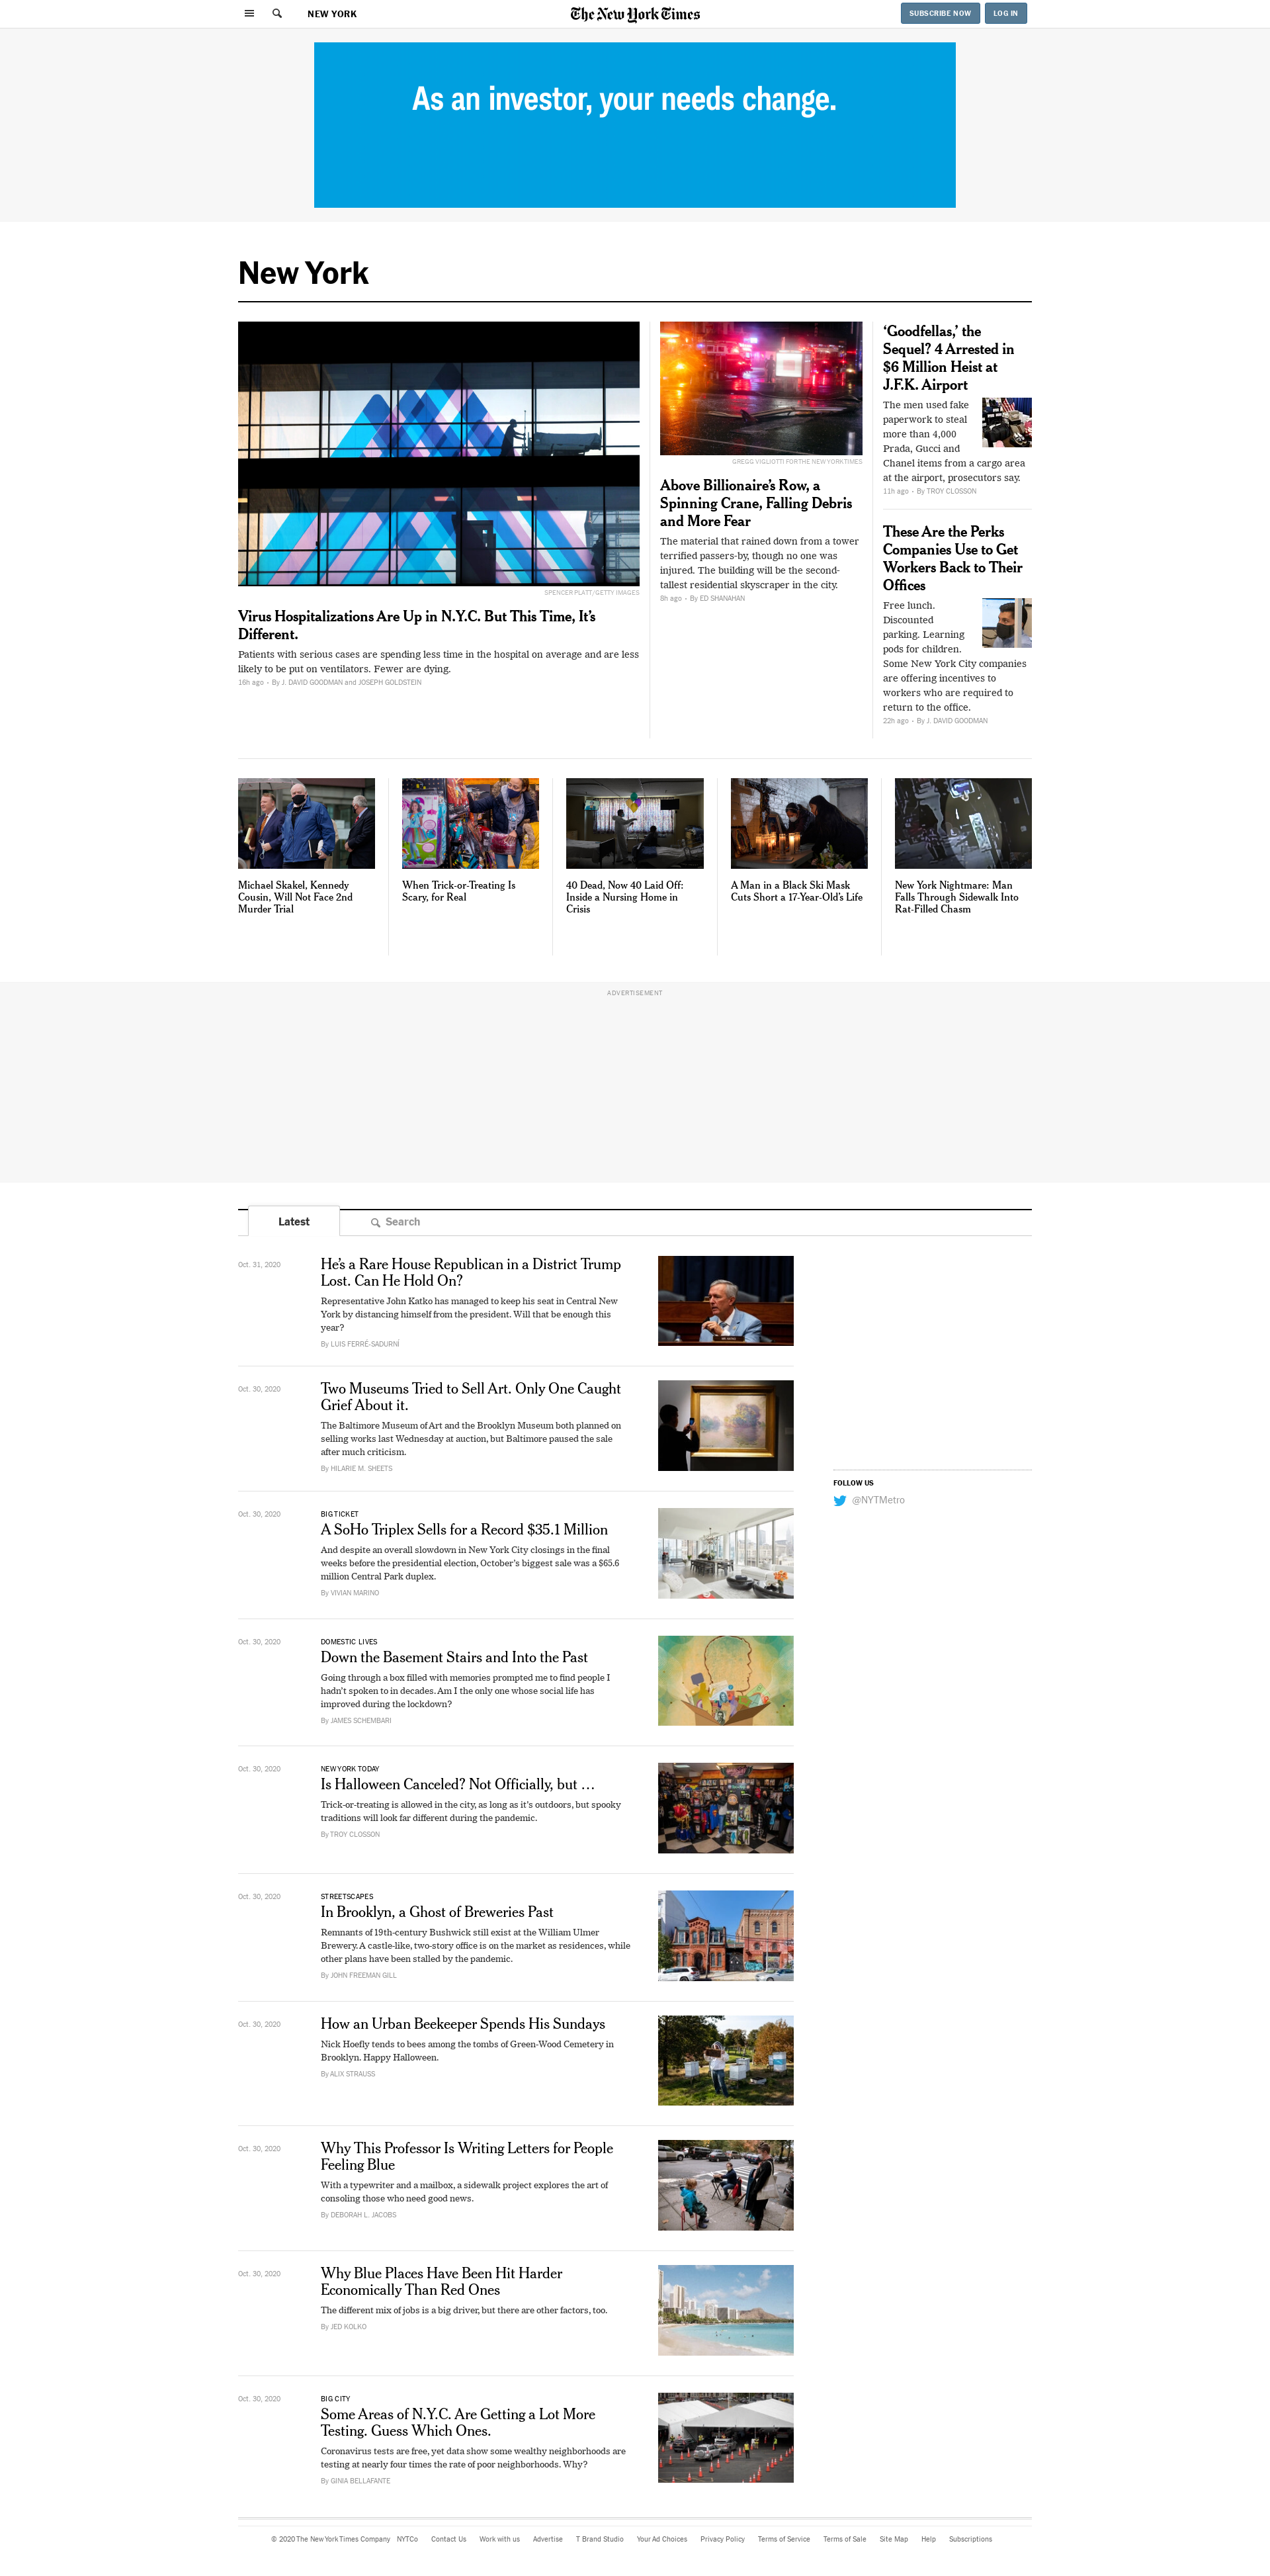 NEW YORK
The New York Times
SUBSCRIBE NOW
LOG IN
As an investor, your needs change.
New York
SPENCER PLATT/GETTY IMAGES
Virus Hospitalizations Are Up in N.Y.C. But This Time, It’s
Different.
Patients with serious cases are spending less time in the hospital on average and are less
likely to be put on ventilators. Fewer are dying.
16h ago • By J. DAVID GOODMAN and JOSEPH GOLDSTEIN
GREGG VIGLIOTTI FOR THE NEW YORK TIMES
Above Billionaire’s Row, a
Spinning Crane, Falling Debris
and More Fear
The material that rained down from a tower
terrified passers-by, though no one was
injured. The building will be the second-
tallest residential skyscraper in the city.
8h ago • By ED SHANAHAN
‘Goodfellas,’ the
Sequel? 4 Arrested in
$6 Million Heist at
J.F.K. Airport
The men used fake
paperwork to steal
more than 4,000
Prada, Gucci and
Chanel items from a cargo area
at the airport, prosecutors say.
11h ago • By TROY CLOSSON
These Are the Perks
Companies Use to Get
Workers Back to Their
Offices
Free lunch.
Discounted
parking. Learning
pods for children.
Some New York City companies
are offering incentives to
workers who are required to
return to the office.
22h ago • By J. DAVID GOODMAN
Michael Skakel, Kennedy
Cousin, Will Not Face 2nd
Murder Trial
When Trick-or-Treating Is
Scary, for Real
40 Dead, Now 40 Laid Off:
Inside a Nursing Home in
Crisis
A Man in a Black Ski Mask
Cuts Short a 17-Year-Old’s Life
New York Nightmare: Man
Falls Through Sidewalk Into
Rat-Filled Chasm
ADVERTISEMENT
Latest
Search
Oct. 31, 2020
He’s a Rare House Republican in a District Trump
Lost. Can He Hold On?
Representative John Katko has managed to keep his seat in Central New
York by distancing himself from the president. Will that be enough this
year?
By LUIS FERRÉ-SADURNÍ
Oct. 30, 2020
Two Museums Tried to Sell Art. Only One Caught
Grief About it.
The Baltimore Museum of Art and the Brooklyn Museum both planned on
selling works last Wednesday at auction, but Baltimore paused the sale
after much criticism.
By HILARIE M. SHEETS
FOLLOW US
@NYTMetro
Oct. 30, 2020
BIG TICKET
A SoHo Triplex Sells for a Record $35.1 Million
And despite an overall slowdown in New York City closings in the final
weeks before the presidential election, October’s biggest sale was a $65.6
million Central Park duplex.
By VIVIAN MARINO
Oct. 30, 2020
DOMESTIC LIVES
Down the Basement Stairs and Into the Past
Going through a box filled with memories prompted me to find people I
hadn’t spoken to in decades. Am I the only one whose social life has
improved during the lockdown?
By JAMES SCHEMBARI
Oct. 30, 2020
NEW YORK TODAY
Is Halloween Canceled? Not Officially, but …
Trick-or-treating is allowed in the city, as long as it’s outdoors, but spooky
traditions will look far different during the pandemic.
By TROY CLOSSON
Oct. 30, 2020
STREETSCAPES
In Brooklyn, a Ghost of Breweries Past
Remnants of 19th-century Bushwick still exist at the William Ulmer
Brewery. A castle-like, two-story office is on the market as residences, while
other plans have been stalled by the pandemic.
By JOHN FREEMAN GILL
Oct. 30, 2020
How an Urban Beekeeper Spends His Sundays
Nick Hoefly tends to bees among the tombs of Green-Wood Cemetery in
Brooklyn. Happy Halloween.
By ALIX STRAUSS
Oct. 30, 2020
Why This Professor Is Writing Letters for People
Feeling Blue
With a typewriter and a mailbox, a sidewalk project explores the art of
consoling those who need good news.
By DEBORAH L. JACOBS
Oct. 30, 2020
Why Blue Places Have Been Hit Harder
Economically Than Red Ones
The different mix of jobs is a big driver, but there are other factors, too.
By JED KOLKO
Oct. 30, 2020
BIG CITY
Some Areas of N.Y.C. Are Getting a Lot More
Testing. Guess Which Ones.
Coronavirus tests are free, yet data show some wealthy neighborhoods are
testing at nearly four times the rate of poor neighborhoods. Why?
By GINIA BELLAFANTE
© 2020 The New York Times Company NYTCo Contact Us Work with us Advertise T Brand Studio Your Ad Choices Privacy Policy Terms of Service Terms of Sale Site Map Help Subscriptions